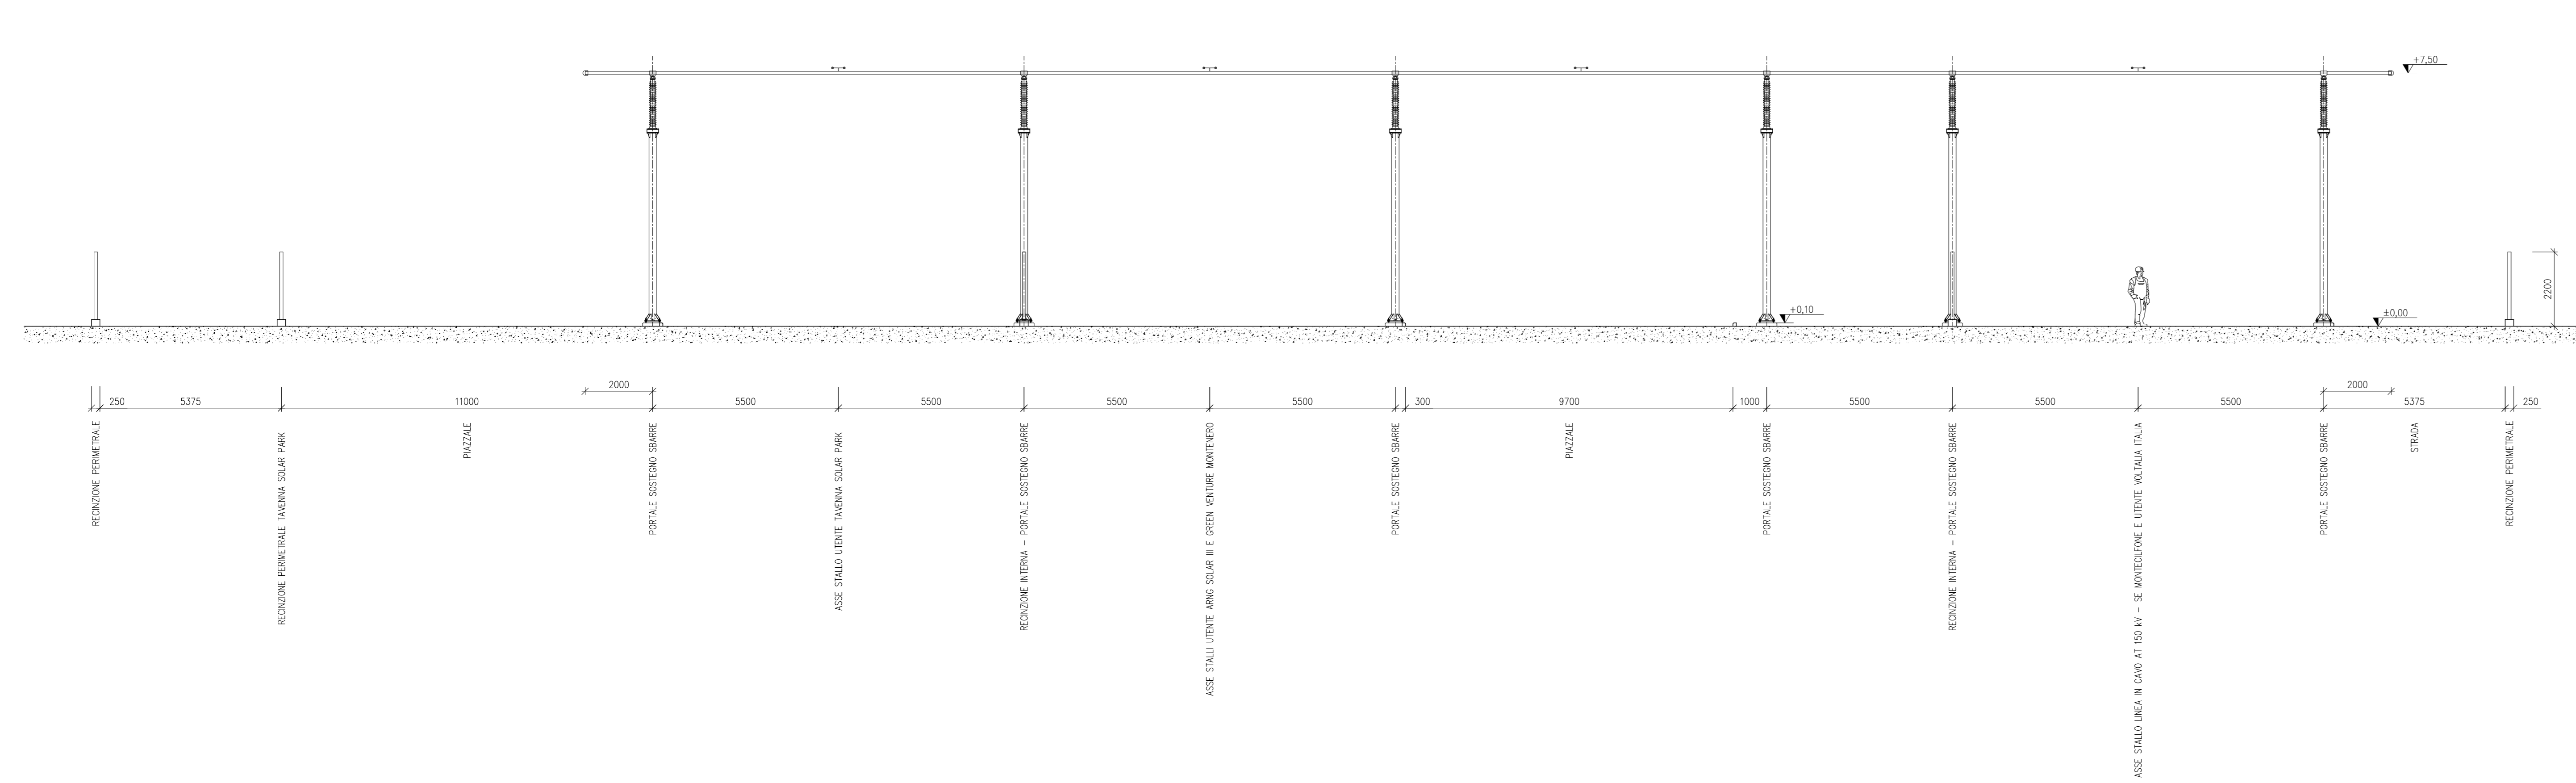 +7,50
2200
+0,10
±0,00
2000
2000
250
5375
11000
5500
5500
5500
5500
300
9700
1000
5500
5500
5500
5375
250
RECINZIONE PERIMETRALE
RECINZIONE PERIMETRALE TAVENNA SOLAR PARK
PIAZZALE
PORTALE SOSTEGNO SBARRE
ASSE STALLO UTENTE TAVENNA SOLAR PARK
RECINZIONE INTERNA - PORTALE SOSTEGNO SBARRE
ASSE STALLI UTENTE ARNG SOLAR III E GREEN VENTURE MONTENERO
PORTALE SOSTEGNO SBARRE
PIAZZALE
PORTALE SOSTEGNO SBARRE
RECINZIONE INTERNA - PORTALE SOSTEGNO SBARRE
ASSE STALLO LINEA IN CAVO AT 150 kV - SE MONTECILFONE E UTENTE VOLTALIA ITALIA
PORTALE SOSTEGNO SBARRE
STRADA
RECINZIONE PERIMETRALE